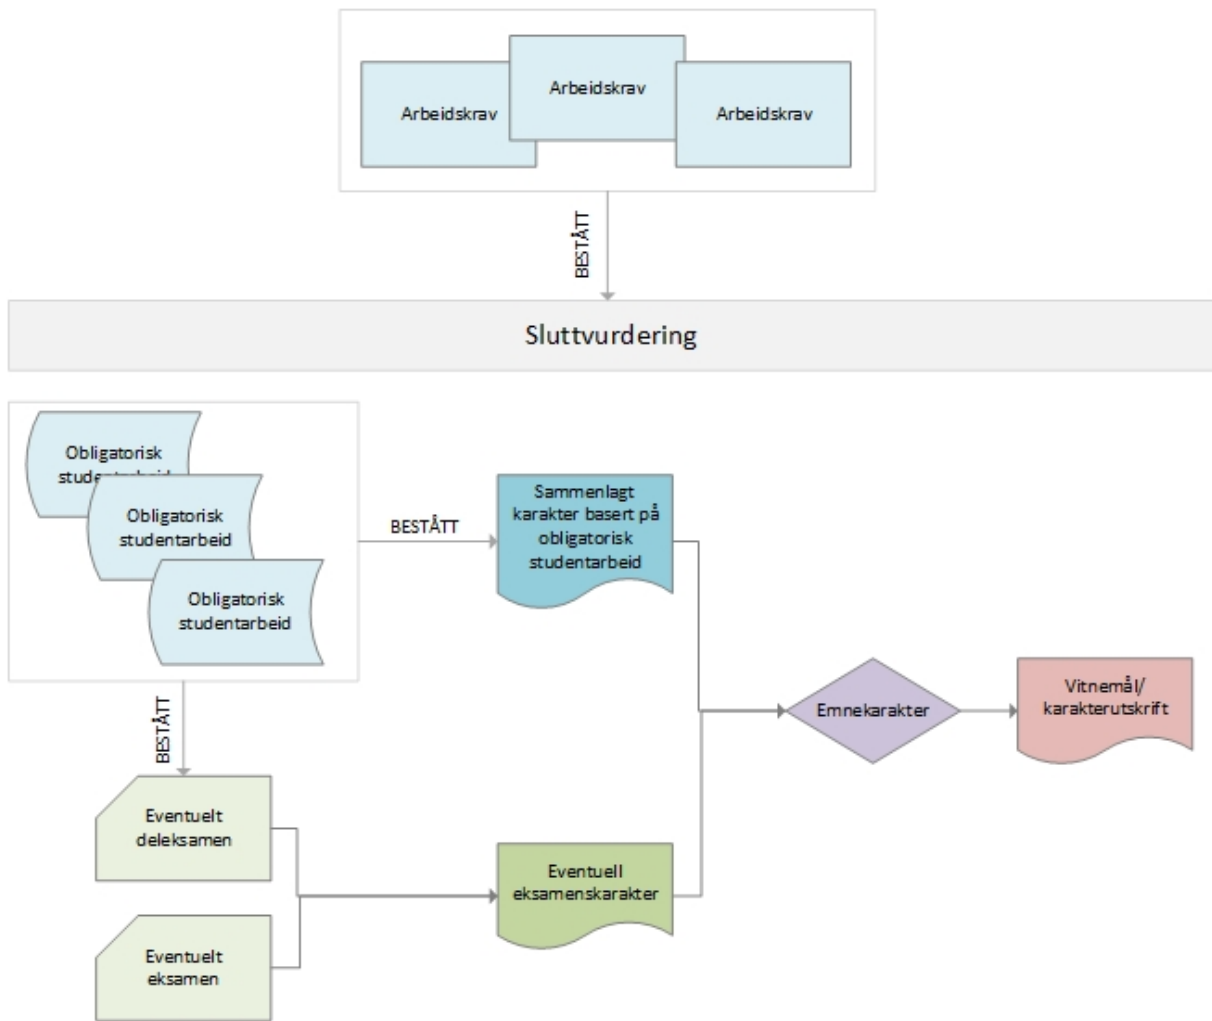 Arbeidskrav
Arbeidskrav
Arbeidskrav
BESTÅTT
Sluttvurdering
Obligatorisk
studentarbeid
Obligatorisk
studentarbeid
Obligatorisk
studentarbeid
BESTÅTT
Sammenlagt
karakter basert på
obligatorisk
studentarbeid
BESTÅTT
Emnekarakter
Vitnemål/
karakterutskrift
Eventuelt
deleksamen
Eventuell
eksamenskarakter
Eventuelt
eksamen